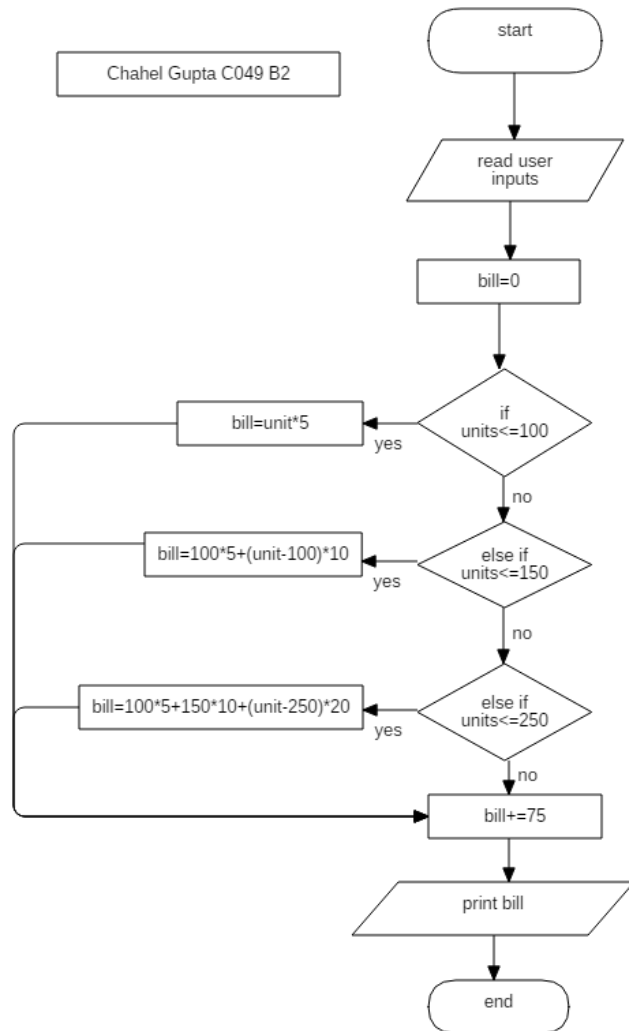 start
Chahel Gupta C049 B2
read user
inputs
bill=0
if
units<=100
bill=unit*5
yes
no
else if
units<=150
bill=100*5+(unit-100)*10
yes
no
else if
units<=250
bill=100*5+150*10+(unit-250)*20
yes
no
bill+=75
print bill
end